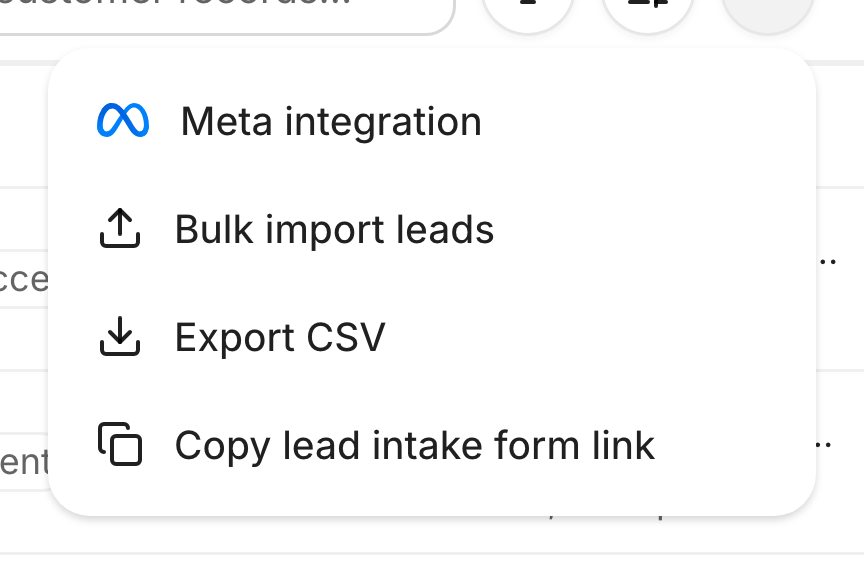 Meta integration
Bulk import leads
Export CSV
Copy lead intake form link